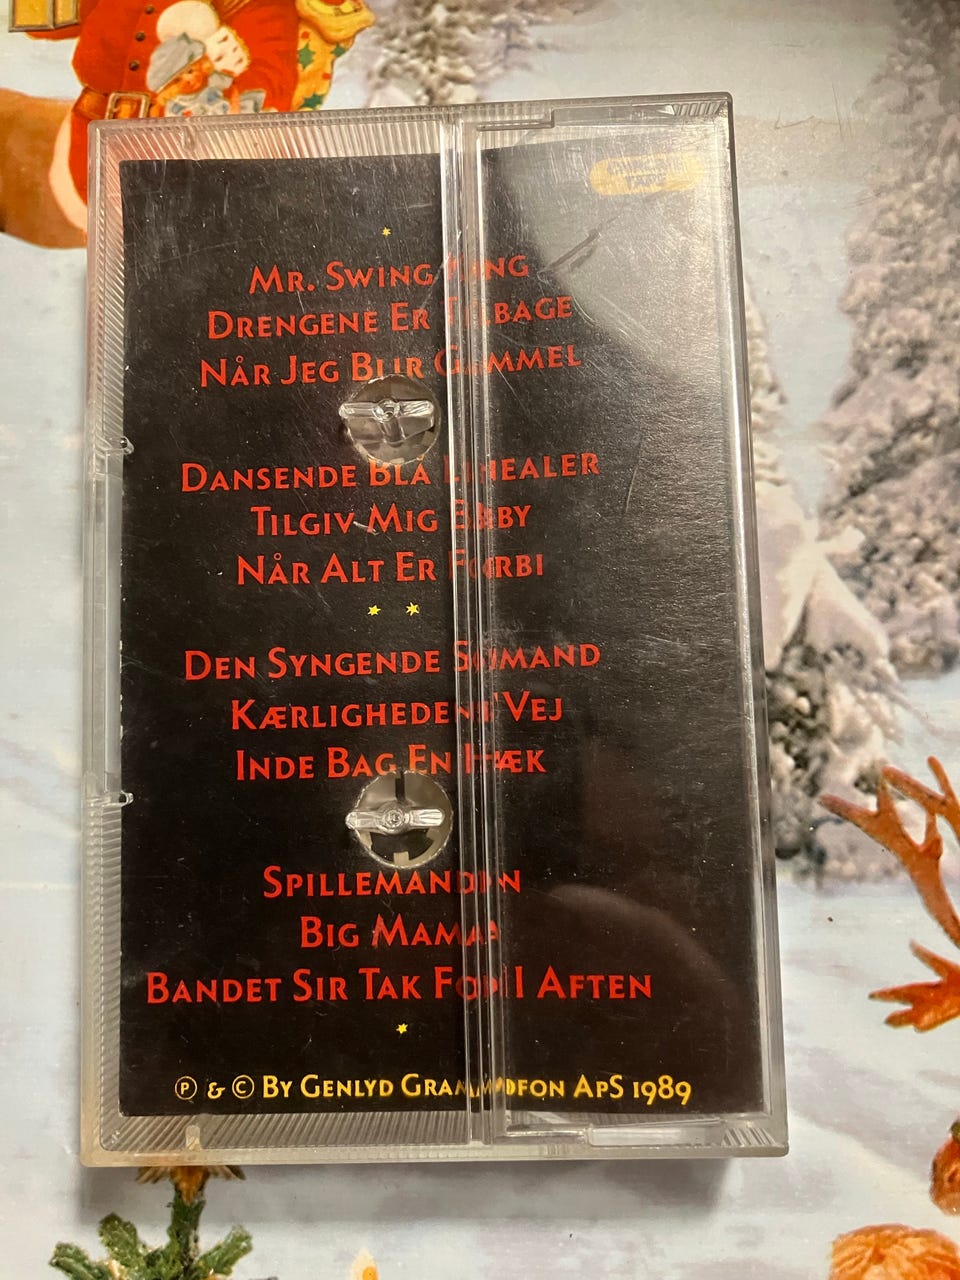 Mr. Swing King
Drengene Er Tilbage
Når Jeg Blir Gammel
Dansende Blå Linealer
Tilgiv Mig Baby
Når Alt Er Forbi
Den Syngende Sømand
Kærlighedens Vej
Inde Bag En Hæk
Spillemanden
Big Mama
Bandet Sir Tak For I Aften
℗ & © By Genlyd Grammofon ApS 1989